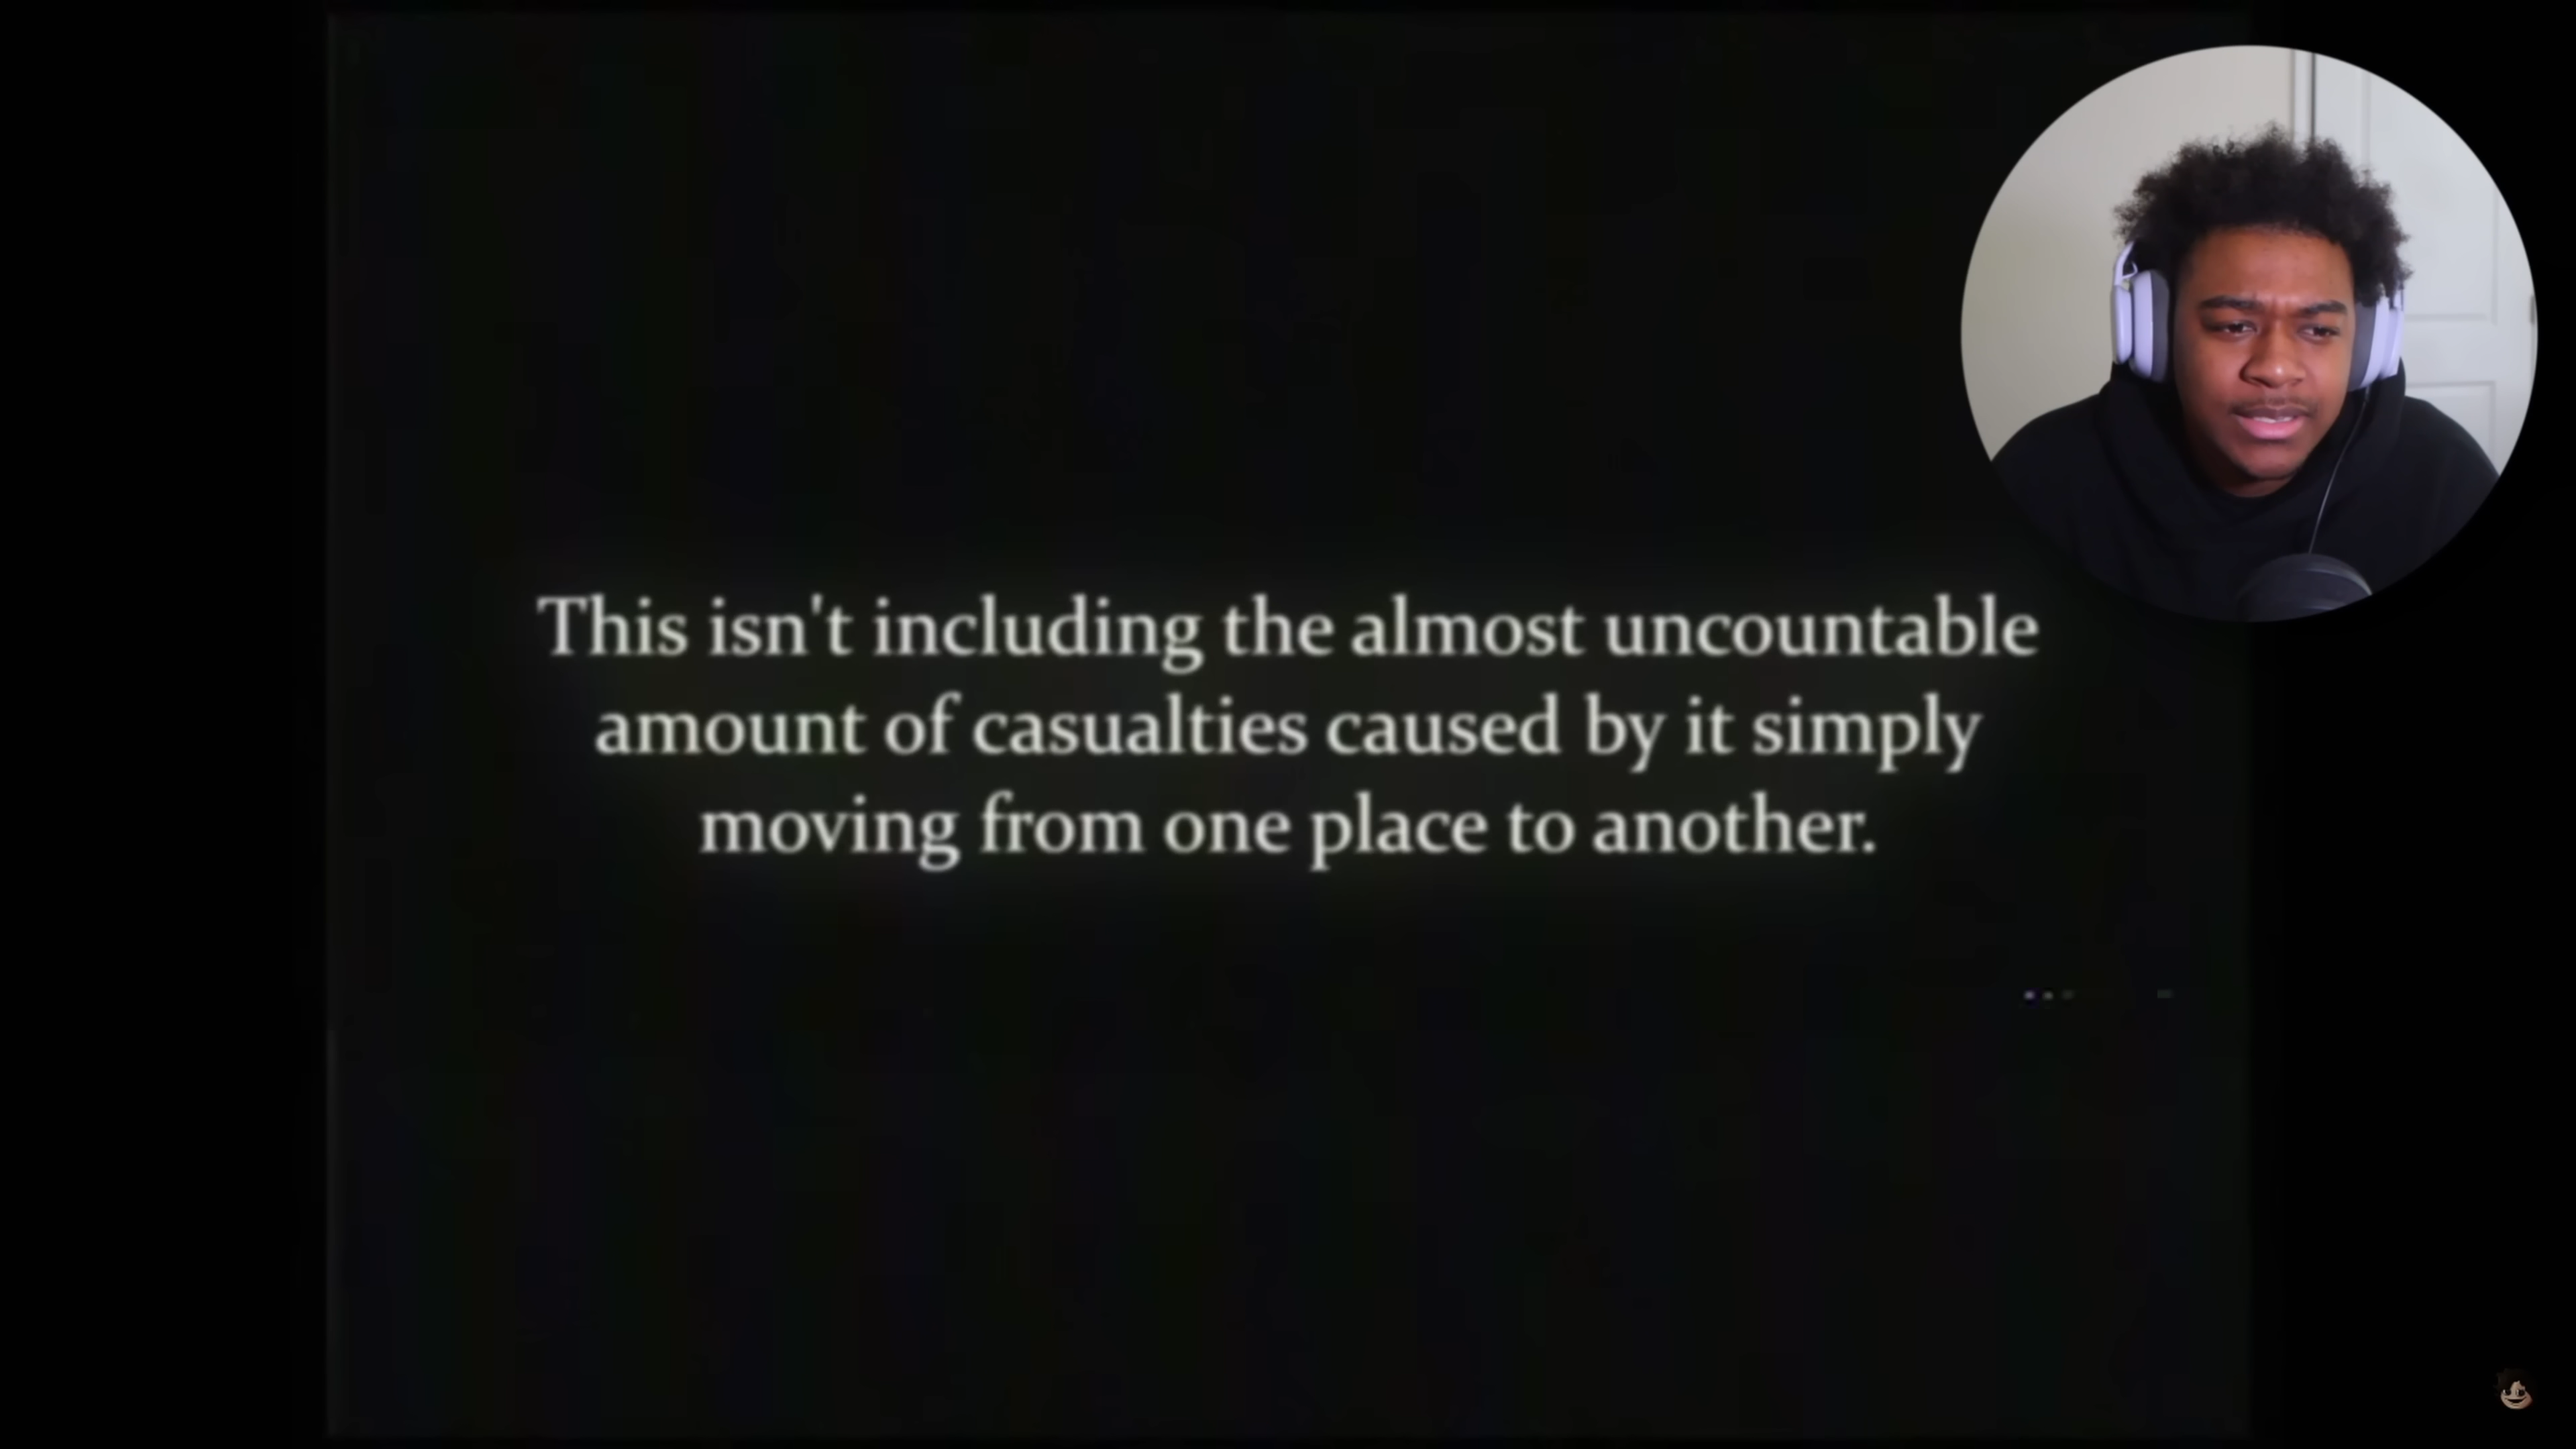 This isn't including the almost uncountable
amount of casualties caused by it simply
moving from one place to another.